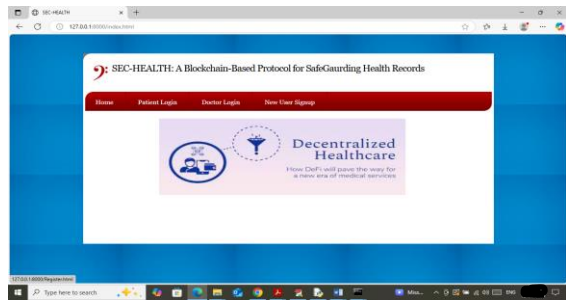 SEC-HEALTH
127.0.0.1:8000/index.html
SEC-HEALTH: A Blockchain-Based Protocol for SafeGaurding Health Records
Home Patient Login Doctor Login New User Signup
Decentralized
Healthcare
How DeFi will pave the way for
a new era of medical services
127.0.0.1:8000/Register.html
Type here to search
ENG